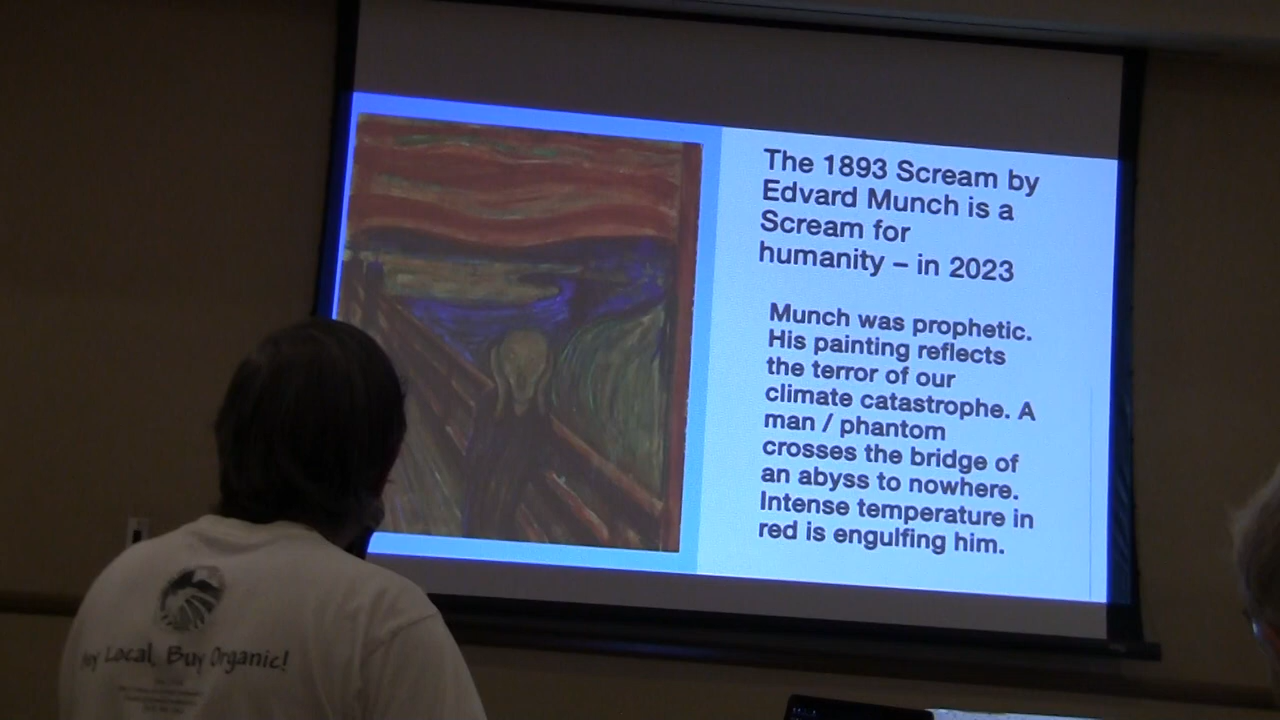 The 1893 Scream by
Edvard Munch is a
Scream for
humanity – in 2023
Munch was prophetic.
His painting reflects
the terror of our
climate catastrophe. A
man / phantom
crosses the bridge of
an abyss to nowhere.
Intense temperature in
red is engulfing him.
Local, Buy Organic!